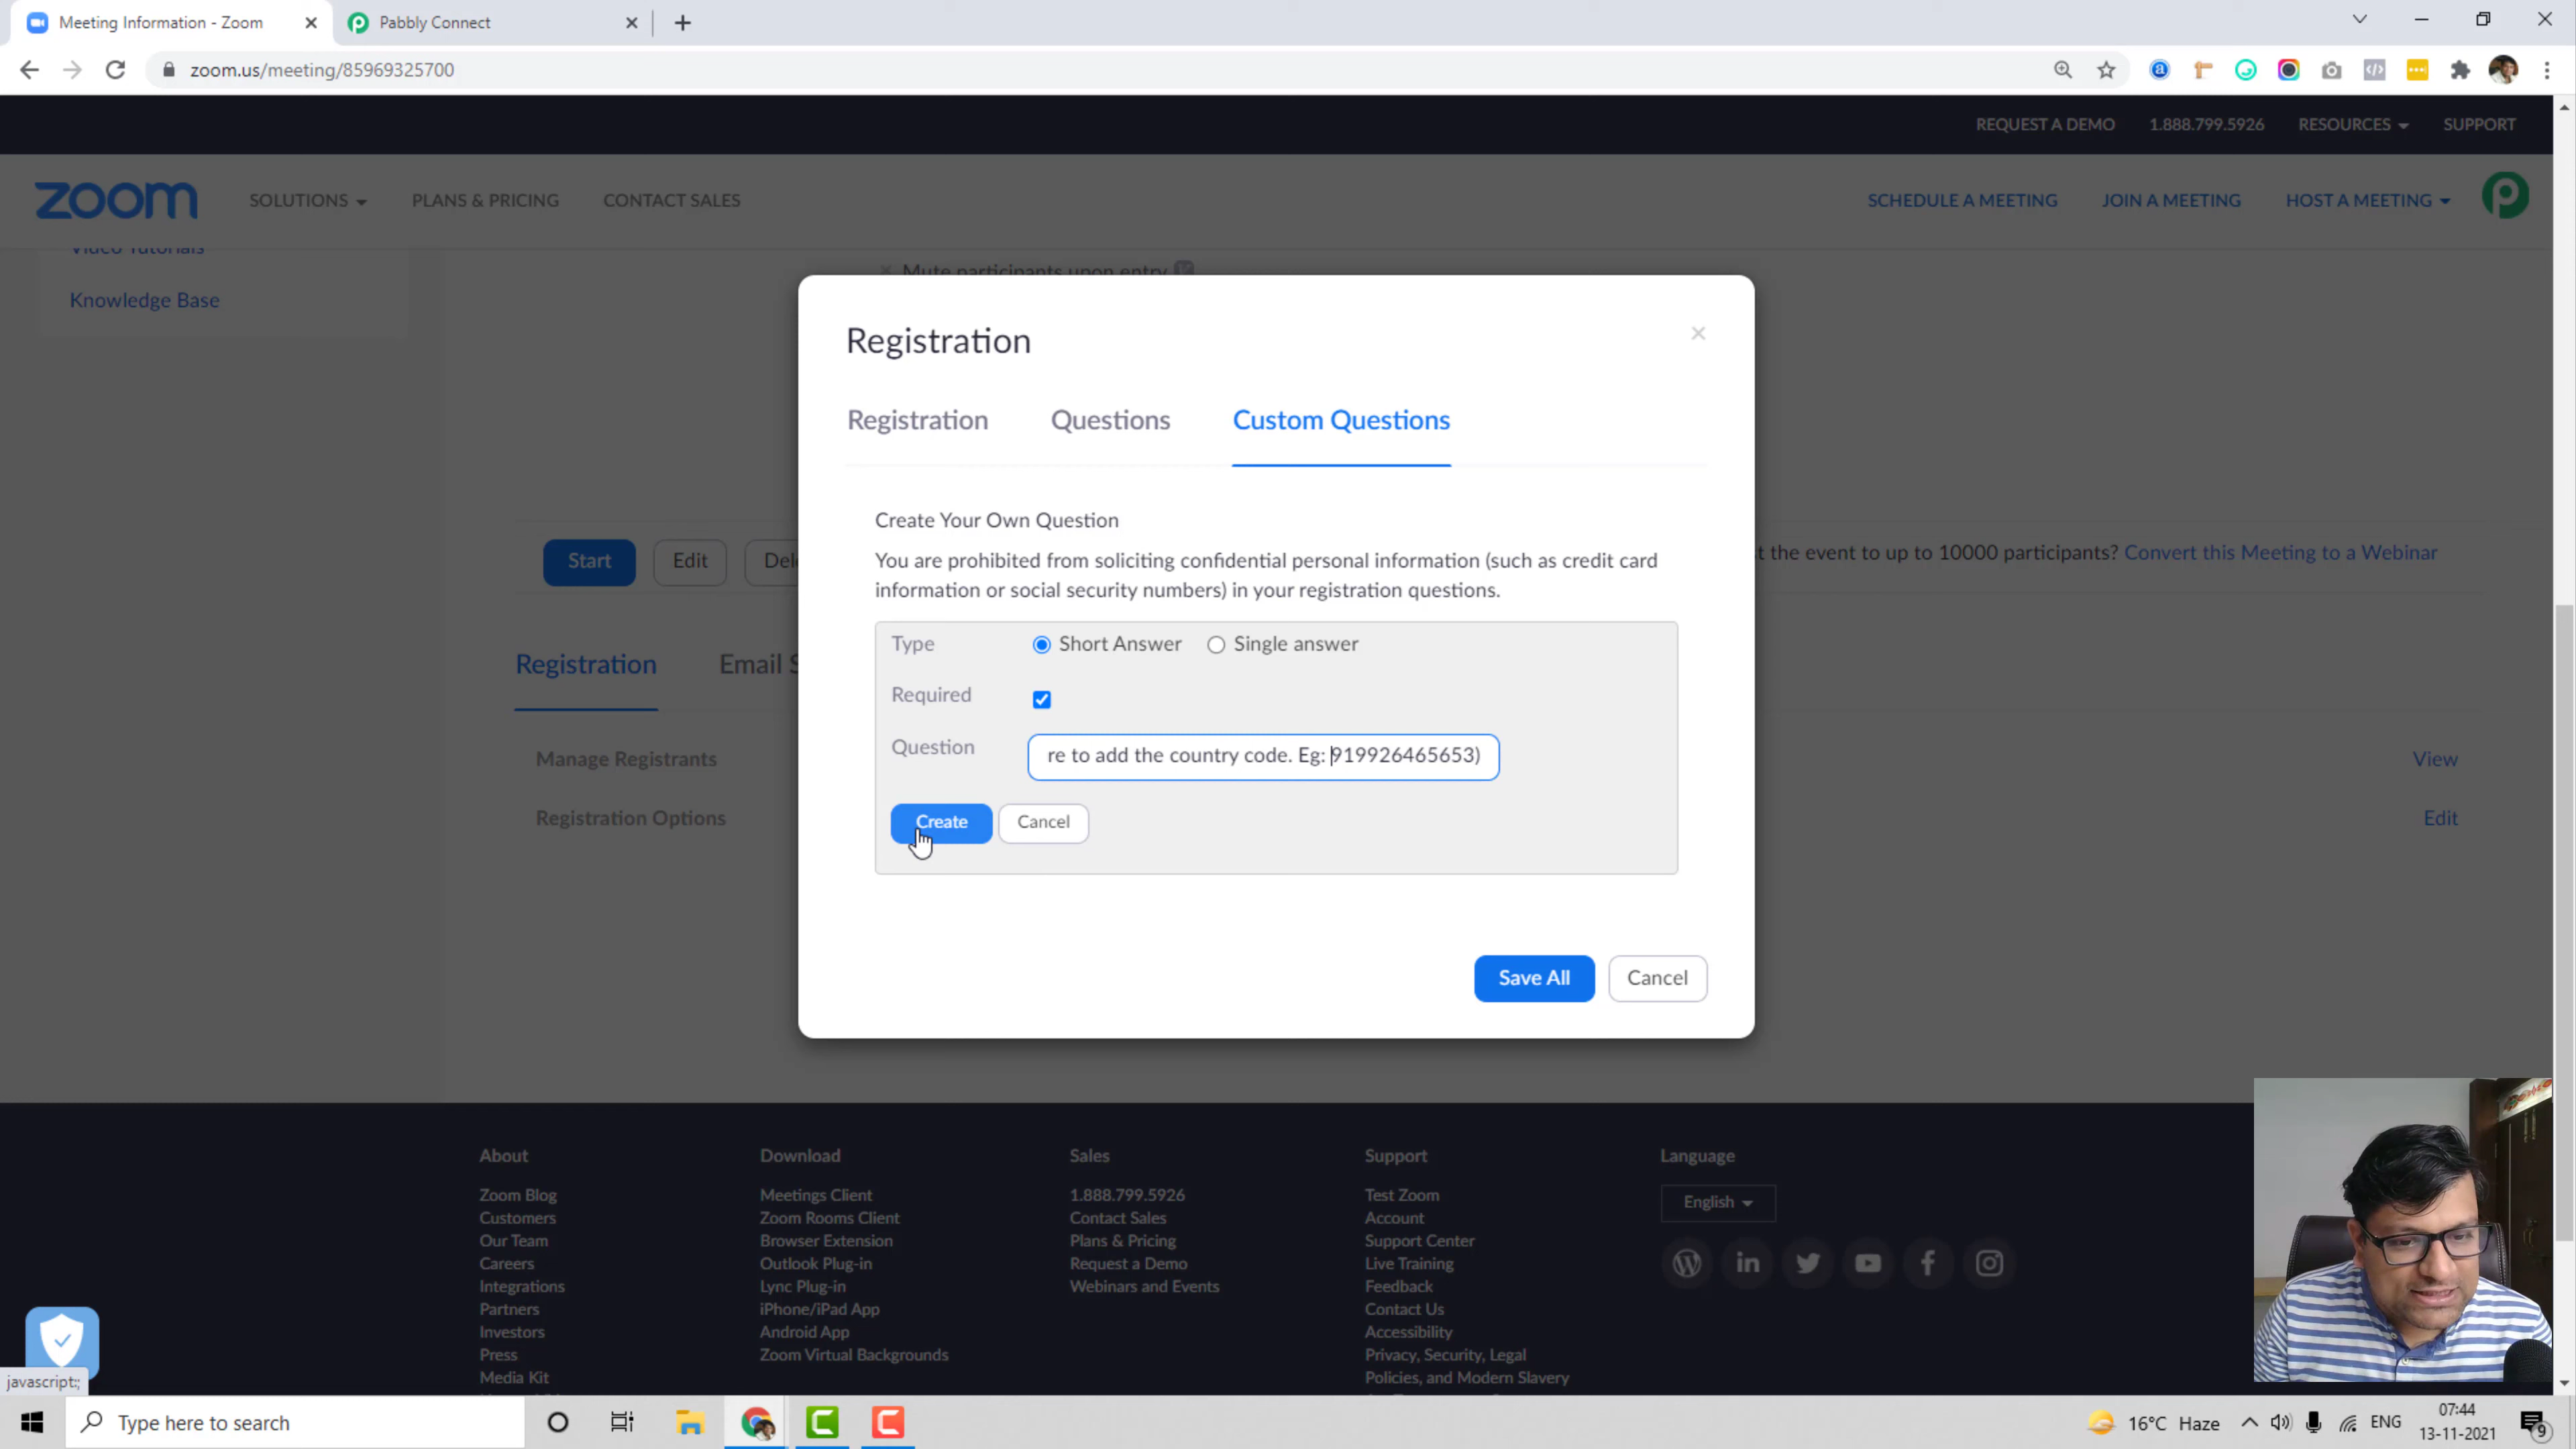 Meeting Information - Zoom
Pabbly Connect
zoom.us/meeting/85969325700
REQUEST A DEMO 1.888.799.5926 RESOURCES SUPPORT
zoom SOLUTIONS PLANS & PRICING CONTACT SALES SCHEDULE A MEETING JOIN A MEETING HOST A MEETING
Video Tutorials
Mute participants upon entry
Knowledge Base
Registration
Registration Questions Custom Questions
Create Your Own Question
You are prohibited from soliciting confidential personal information (such as credit card
information or social security numbers) in your registration questions.
Start Edit
t the event to up to 10000 participants? Convert this Meeting to a Webinar
Type Short Answer Single answer
Required
Question re to add the country code. Eg: 919926465653)
Create Cancel
Save All Cancel
Registration Email S
Manage Registrants View
Registration Options Edit
About
Zoom Blog
Customers
Our Team
Careers
Integrations
Partners
Investors
Press
Media Kit
Download
Meetings Client
Zoom Rooms Client
Browser Extension
Outlook Plug-in
Lync Plug-in
iPhone/iPad App
Android App
Zoom Virtual Backgrounds
Sales
1.888.799.5926
Contact Sales
Plans & Pricing
Request a Demo
Webinars and Events
Support
Test Zoom
Account
Support Center
Live Training
Feedback
Contact Us
Accessibility
Privacy, Security, Legal
Policies, and Modern Slavery
Language
English
javascript:;
Type here to search
16°C Haze
ENG
07:44
13-11-2021
9